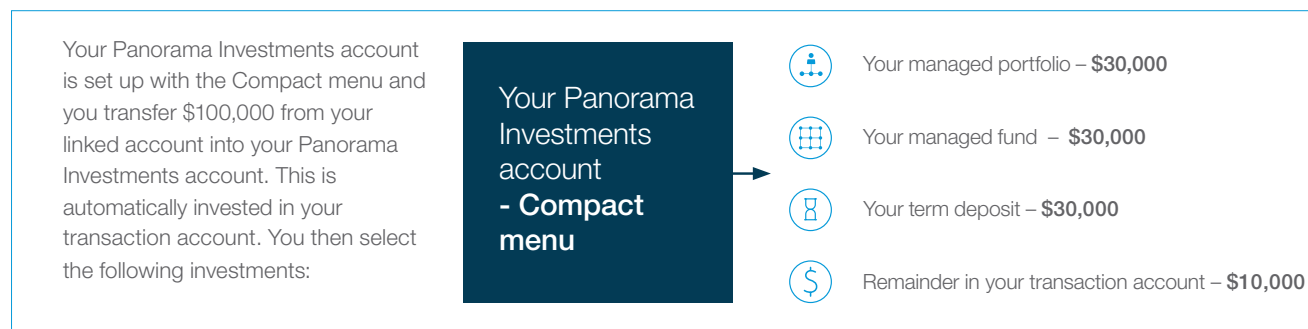 Your Panorama Investments account
is set up with the Compact menu and
you transfer $100,000 from your
linked account into your Panorama
Investments account. This is
automatically invested in your
transaction account. You then select
the following investments:
Your Panorama
Investments
account
- Compact
menu
Your managed portfolio – $30,000
Your managed fund – $30,000
Your term deposit – $30,000
Remainder in your transaction account – $10,000